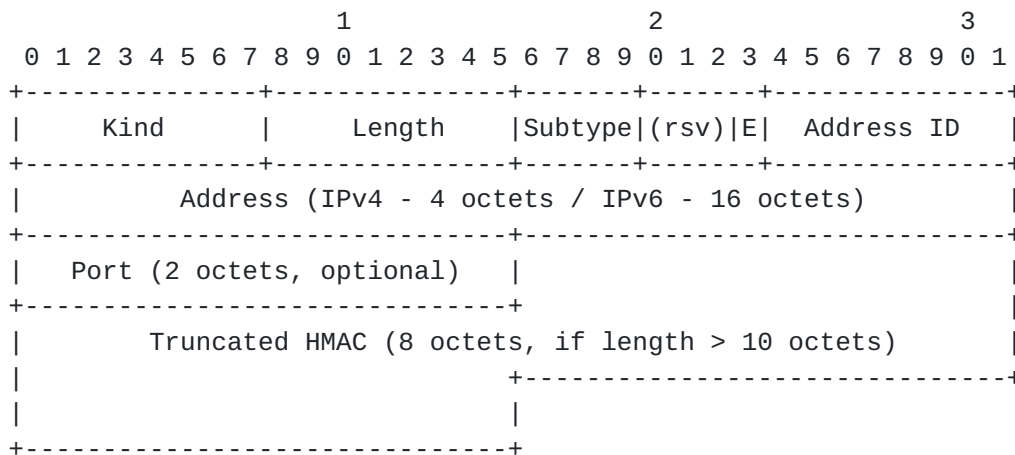 1                   2                   3
 0 1 2 3 4 5 6 7 8 9 0 1 2 3 4 5 6 7 8 9 0 1 2 3 4 5 6 7 8 9 0 1
+---------------+---------------+-------+-------+---------------+
|     Kind      |     Length    |Subtype|(rsv)|E|  Address ID   |
+---------------+---------------+-------+-------+---------------+
|          Address (IPv4 - 4 octets / IPv6 - 16 octets)         |
+-------------------------------+-------------------------------+
|   Port (2 octets, optional)   |                               |
+-------------------------------+                               |
|        Truncated HMAC (8 octets, if length > 10 octets)       |
|                               +-------------------------------+
|                               |
+-------------------------------+